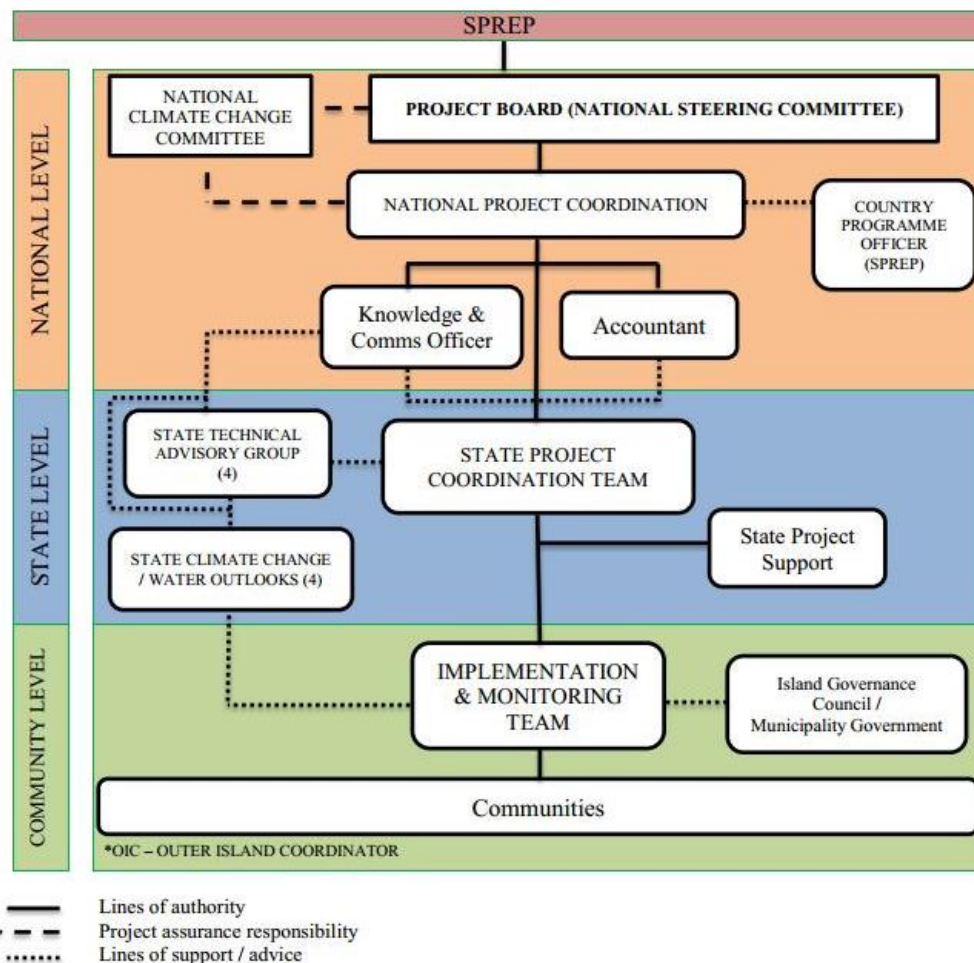 SPREP
NATIONAL LEVEL
NATIONAL
CLIMATE CHANGE
COMMITTEE
PROJECT BOARD (NATIONAL STEERING COMMITTEE)
NATIONAL PROJECT COORDINATION
COUNTRY
PROGRAMME
OFFICER
(SPREP)
Knowledge &
Comms Officer
Accountant
STATE LEVEL
STATE TECHNICAL
ADVISORY GROUP
(4)
STATE PROJECT
COORDINATION TEAM
STATE CLIMATE CHANGE
/ WATER OUTLOOKS (4)
State Project
Support
COMMUNITY LEVEL
IMPLEMENTATION
& MONITORING
TEAM
Island Governance
Council /
Municipality Government
Communities
*OIC – OUTER ISLAND COORDINATOR
Lines of authority
Project assurance responsibility
Lines of support / advice